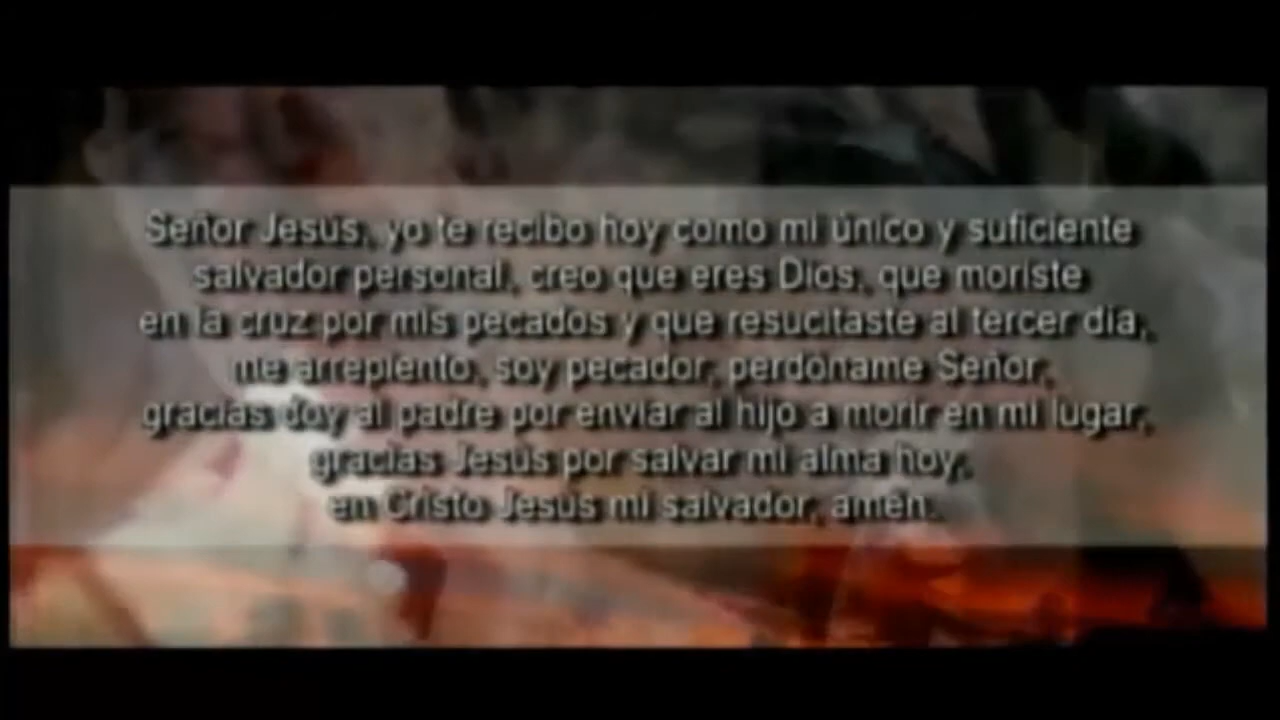 Señor Jesús, yo te recibo hoy como mi único y suficiente
salvador personal, creo que eres Dios, que moriste
en la cruz por mis pecados y que resucitaste al tercer día,
me arrepiento, soy pecador, perdóname Señor,
gracias doy al padre por enviar al hijo a morir en mi lugar,
gracias Jesús por salvar mi alma hoy,
en Cristo Jesús mi salvador, amén.